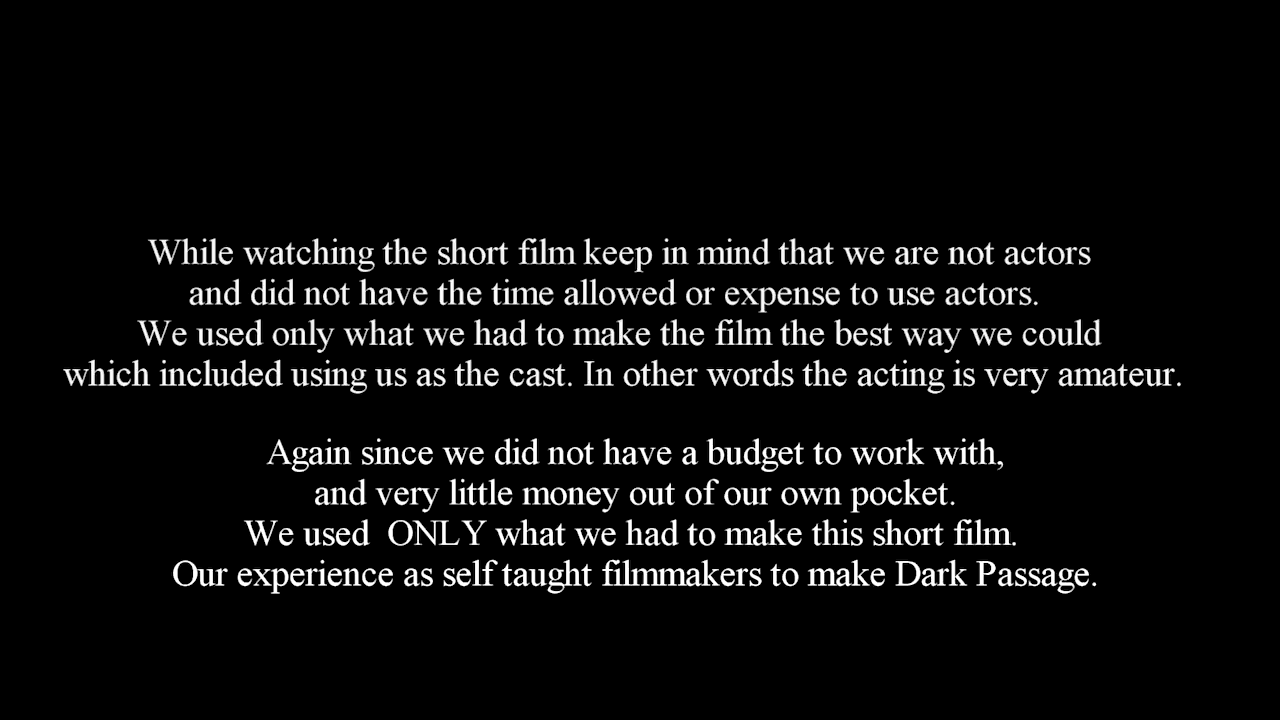 While watching the short film keep in mind that we are not actors
and did not have the time allowed or expense to use actors.
We used only what we had to make the film the best way we could
which included using us as the cast. In other words the acting is very amateur.
Again since we did not have a budget to work with,
and very little money out of our own pocket.
We used  ONLY what we had to make this short film.
Our experience as self taught filmmakers to make Dark Passage.